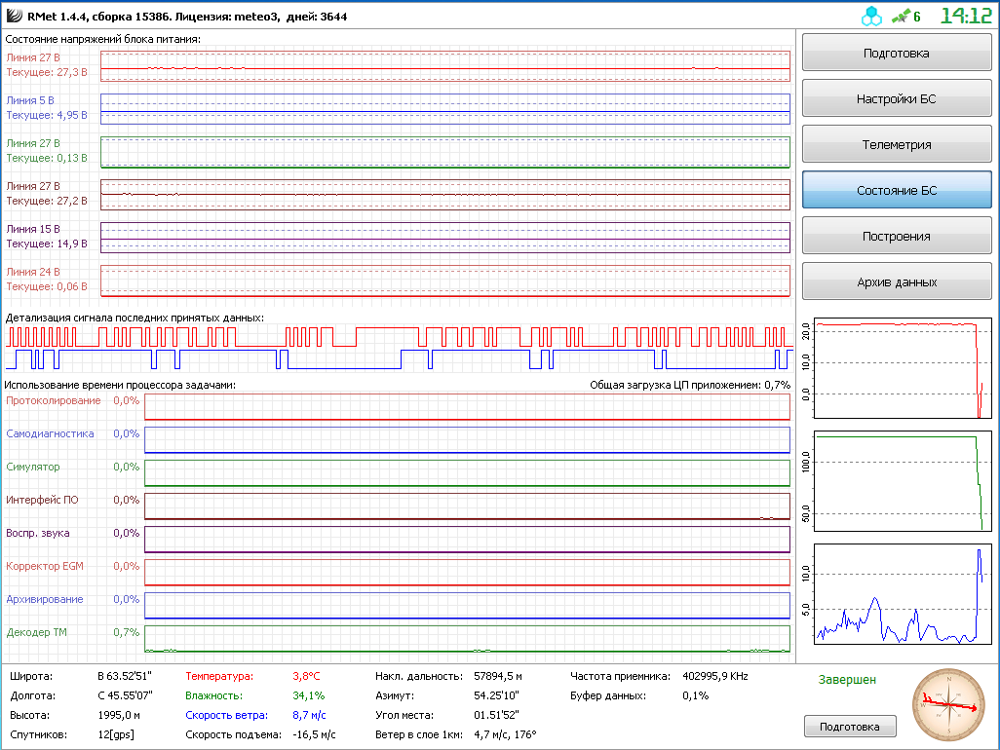 RMet 1.4.4, сборка 15386. Лицензия: meteo3, дней: 3644
6
14:12
Состояние напряжений блока питания:
Линия 27 В
Текущее: 27,3 В
Линия 5 В
Текущее: 4,95 В
Линия 27 В
Текущее: 0,13 В
Линия 27 В
Текущее: 27,2 В
Линия 15 В
Текущее: 14,9 В
Линия 24 В
Текущее: 0,06 В
Детализация сигнала последних принятых данных:
Использование времени процессора задачами:
Общая загрузка ЦП приложением: 0,7%
Протоколирование 0,0%
Самодиагностика 0,0%
Симулятор 0,0%
Интерфейс ПО 0,0%
Воспр. звука 0,0%
Корректор EGM 0,0%
Архивирование 0,0%
Декодер ТМ 0,7%
Подготовка
Настройки БС
Телеметрия
Состояние БС
Построения
Архив данных
20,0
10,0
0,0
100,0
50,0
10,0
5,0
Широта: В 63.52'51" Температура: 3,8°C Накл. дальность: 57894,5 м Частота приемника: 402995,9 KHz
Долгота: С 45.55'07" Влажность: 34,1% Азимут: 54.25'10" Буфер данных: 0,1%
Высота: 1995,0 м Скорость ветра: 8,7 м/с Угол места: 01.51'52"
Спутников: 12[gps] Скорость подъема: -16,5 м/с Ветер в слое 1км: 4,7 м/с, 176°
Завершен
Подготовка
N
E
S
W